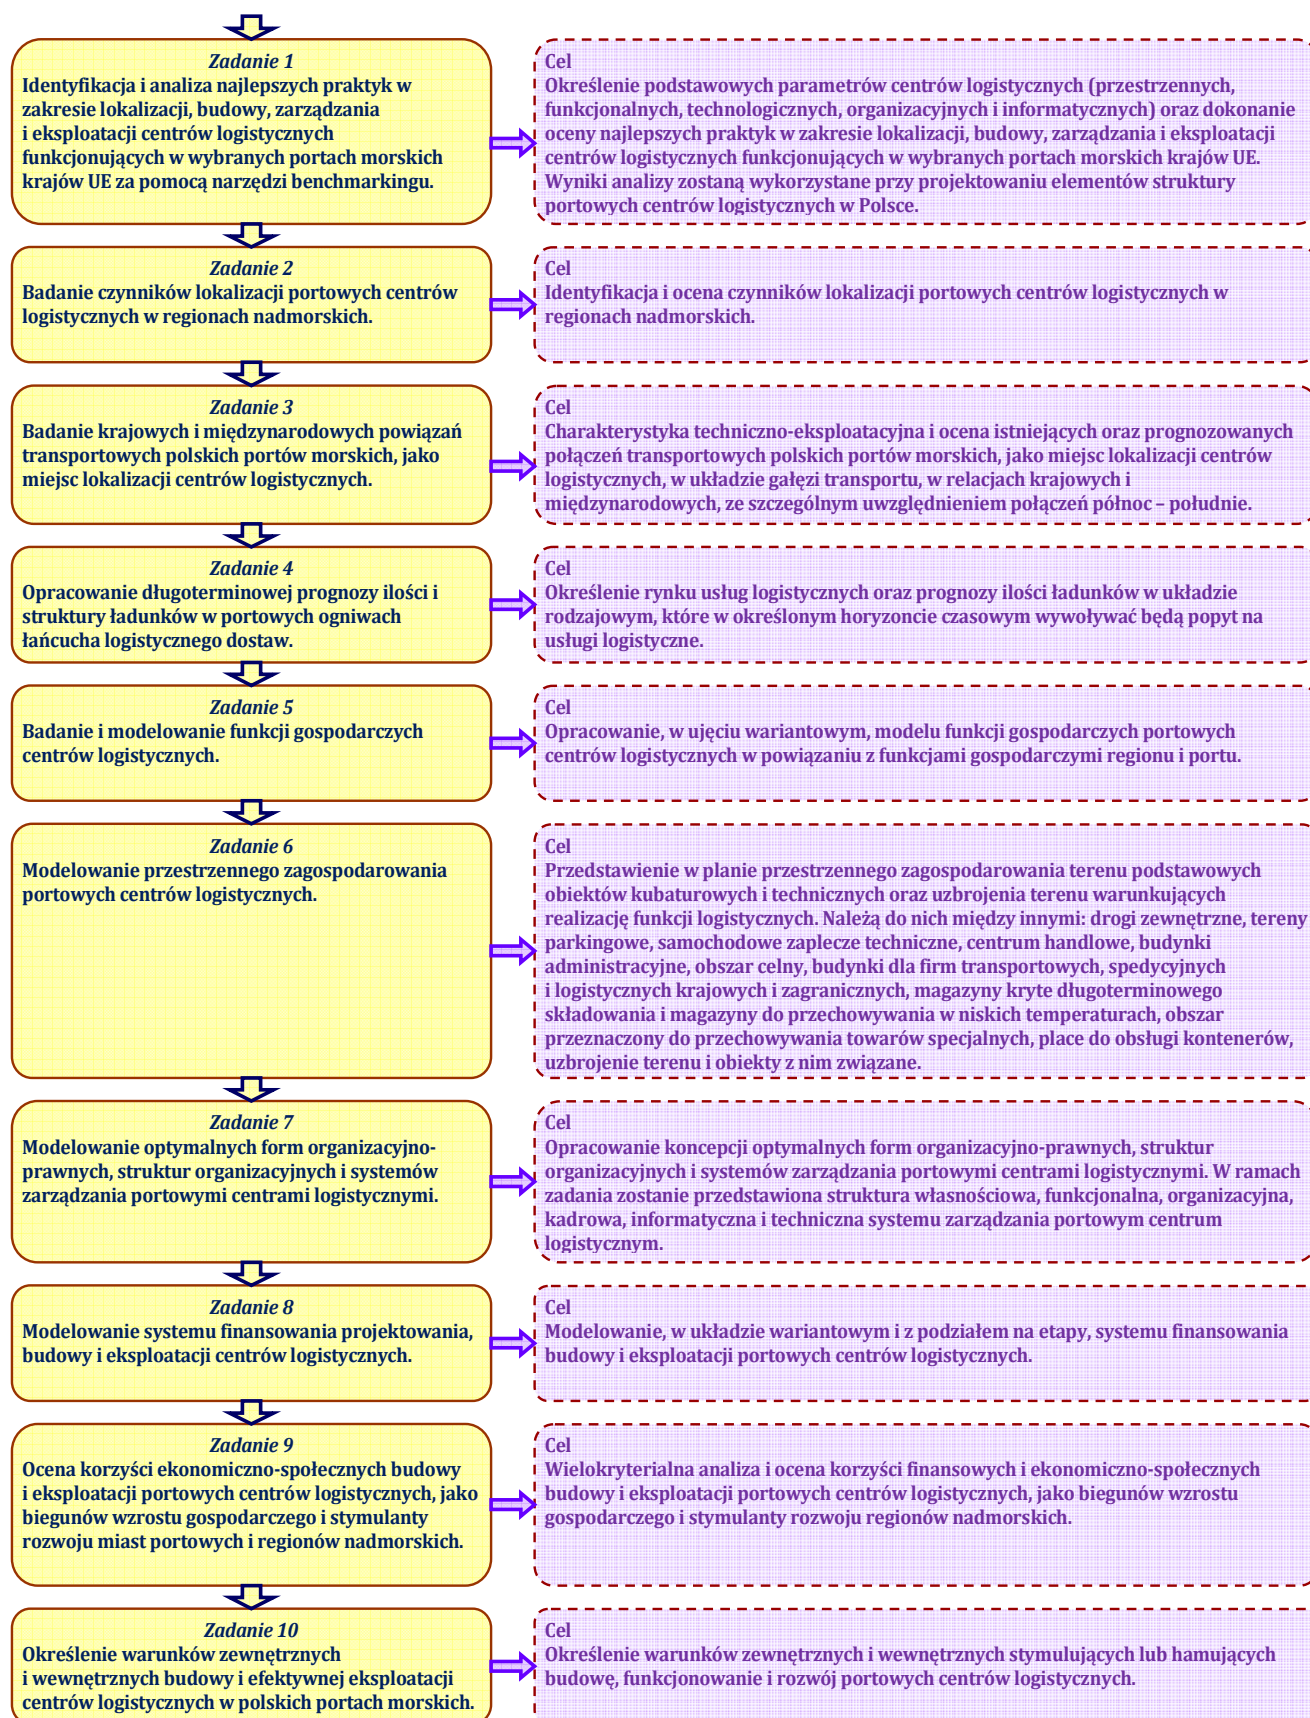 Zadanie 1
Identyfikacja i analiza najlepszych praktyk w
zakresie lokalizacji, budowy, zarządzania
i eksploatacji centrów logistycznych
funkcjonujących w wybranych portach morskich
krajów UE za pomocą narzędzi benchmarkingu.
Cel
Określenie podstawowych parametrów centrów logistycznych (przestrzennych,
funkcjonalnych, technologicznych, organizacyjnych i informatycznych) oraz dokonanie
oceny najlepszych praktyk w zakresie lokalizacji, budowy, zarządzania i eksploatacji
centrów logistycznych funkcjonujących w wybranych portach morskich krajów UE.
Wyniki analizy zostaną wykorzystane przy projektowaniu elementów struktury
portowych centrów logistycznych w Polsce.
Zadanie 2
Badanie czynników lokalizacji portowych centrów
logistycznych w regionach nadmorskich.
Cel
Identyfikacja i ocena czynników lokalizacji portowych centrów logistycznych w
regionach nadmorskich.
Zadanie 3
Badanie krajowych i międzynarodowych powiązań
transportowych polskich portów morskich, jako
miejsc lokalizacji centrów logistycznych.
Cel
Charakterystyka techniczno-eksploatacyjna i ocena istniejących oraz prognozowanych
połączeń transportowych polskich portów morskich, jako miejsc lokalizacji centrów
logistycznych, w układzie gałęzi transportu, w relacjach krajowych i
międzynarodowych, ze szczególnym uwzględnieniem połączeń północ – południe.
Zadanie 4
Opracowanie długoterminowej prognozy ilości i
struktury ładunków w portowych ogniwach
łańcucha logistycznego dostaw.
Cel
Określenie rynku usług logistycznych oraz prognozy ilości ładunków w układzie
rodzajowym, które w określonym horyzoncie czasowym wywoływać będą popyt na
usługi logistyczne.
Zadanie 5
Badanie i modelowanie funkcji gospodarczych
centrów logistycznych.
Cel
Opracowanie, w ujęciu wariantowym, modelu funkcji gospodarczych portowych
centrów logistycznych w powiązaniu z funkcjami gospodarczymi regionu i portu.
Zadanie 6
Modelowanie przestrzennego zagospodarowania
portowych centrów logistycznych.
Cel
Przedstawienie w planie przestrzennego zagospodarowania terenu podstawowych
obiektów kubaturowych i technicznych oraz uzbrojenia terenu warunkujących
realizację funkcji logistycznych. Należą do nich między innymi: drogi zewnętrzne, tereny
parkingowe, samochodowe zaplecze techniczne, centrum handlowe, budynki
administracyjne, obszar celny, budynki dla firm transportowych, spedycyjnych
i logistycznych krajowych i zagranicznych, magazyny kryte długoterminowego
składowania i magazyny do przechowywania w niskich temperaturach, obszar
przeznaczony do przechowywania towarów specjalnych, place do obsługi kontenerów,
uzbrojenie terenu i obiekty z nim związane.
Zadanie 7
Modelowanie optymalnych form organizacyjno-
prawnych, struktur organizacyjnych i systemów
zarządzania portowymi centrami logistycznymi.
Cel
Opracowanie koncepcji optymalnych form organizacyjno-prawnych, struktur
organizacyjnych i systemów zarządzania portowymi centrami logistycznymi. W ramach
zadania zostanie przedstawiona struktura własnościowa, funkcjonalna, organizacyjna,
kadrowa, informatyczna i techniczna systemu zarządzania portowym centrum
logistycznym.
Zadanie 8
Modelowanie systemu finansowania projektowania,
budowy i eksploatacji centrów logistycznych.
Cel
Modelowanie, w układzie wariantowym i z podziałem na etapy, systemu finansowania
budowy i eksploatacji portowych centrów logistycznych.
Zadanie 9
Ocena korzyści ekonomiczno-społecznych budowy
i eksploatacji portowych centrów logistycznych, jako
biegunów wzrostu gospodarczego i stymulanty
rozwoju miast portowych i regionów nadmorskich.
Cel
Wielokryterialna analiza i ocena korzyści finansowych i ekonomiczno-społecznych
budowy i eksploatacji portowych centrów logistycznych, jako biegunów wzrostu
gospodarczego i stymulanty rozwoju regionów nadmorskich.
Zadanie 10
Określenie warunków zewnętrznych
i wewnętrznych budowy i efektywnej eksploatacji
centrów logistycznych w polskich portach morskich.
Cel
Określenie warunków zewnętrznych i wewnętrznych stymulujących lub hamujących
budowę, funkcjonowanie i rozwój portowych centrów logistycznych.